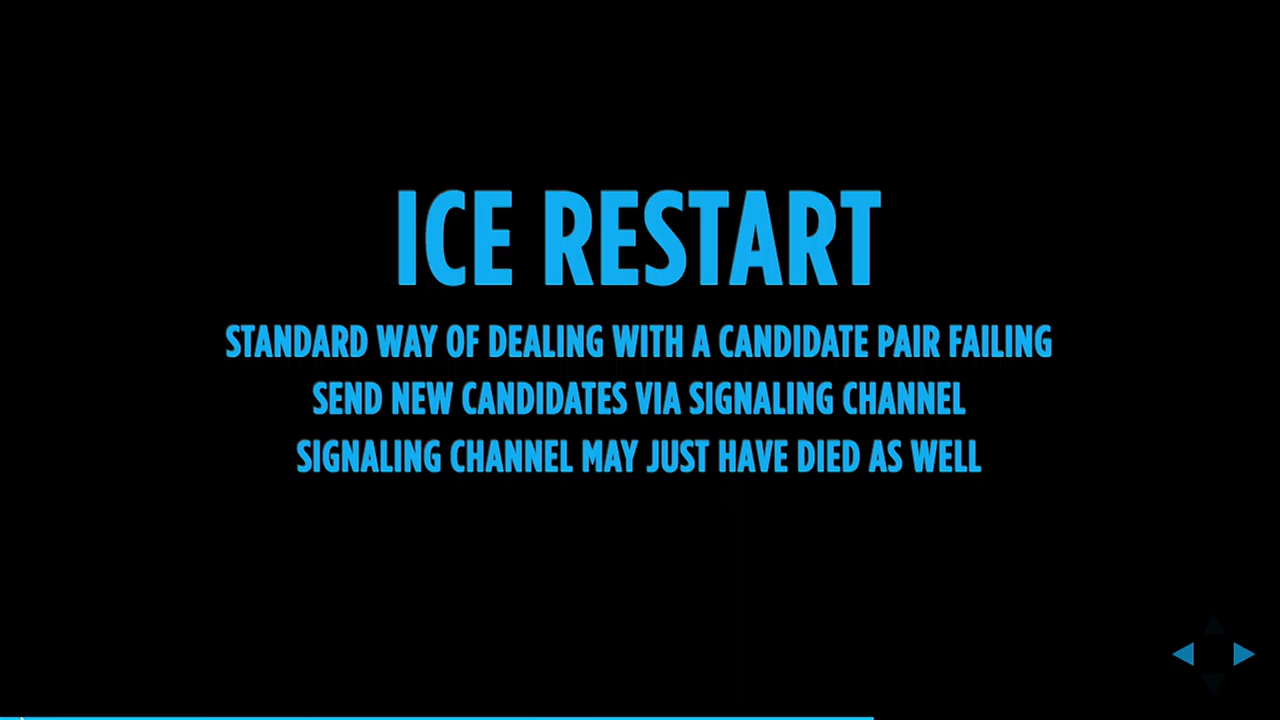 ICE RESTART
STANDARD WAY OF DEALING WITH A CANDIDATE PAIR FAILING
SEND NEW CANDIDATES VIA SIGNALING CHANNEL
SIGNALING CHANNEL MAY JUST HAVE DIED AS WELL